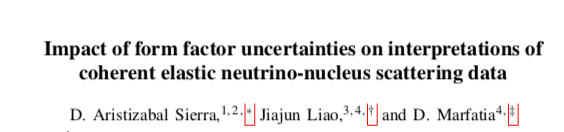 Impact of form factor uncertainties on interpretations of
coherent elastic neutrino-nucleus scattering data
D. Aristizabal Sierra,1,2,* Jiajun Liao,3,4,† and D. Marfatia4,‡